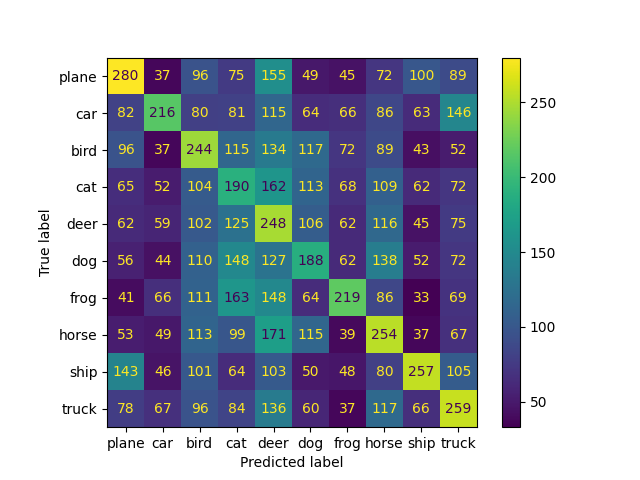 plane 280 37 96 75 155 49 45 72 100 89
car 82 216 80 81 115 64 66 86 63 146
bird 96 37 244 115 134 117 72 89 43 52
cat 65 52 104 190 162 113 68 109 62 72
deer 62 59 102 125 248 106 62 116 45 75
dog 56 44 110 148 127 188 62 138 52 72
frog 41 66 111 163 148 64 219 86 33 69
horse 53 49 113 99 171 115 39 254 37 67
ship 143 46 101 64 103 50 48 80 257 105
truck 78 67 96 84 136 60 37 117 66 259
plane car bird cat deer dog frog horse ship truck
Predicted label
True label
250
200
150
100
50